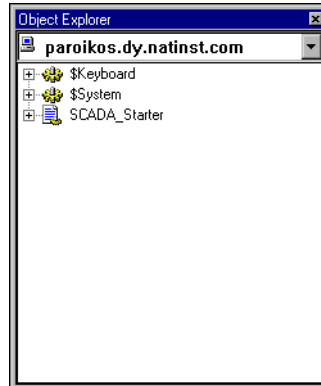 Object Explorer
paroikos.dy.natinst.com
$Keyboard
$System
SCADA_Starter